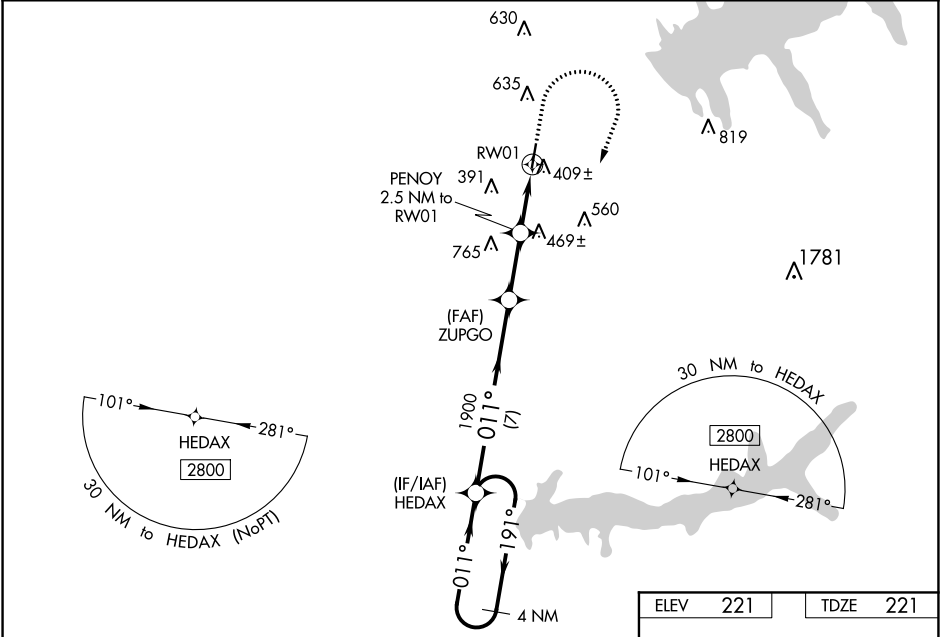 630
635
819
RW01
409±
PENOY
2.5 NM to
RW01
391
560
469±
765
1781
(FAF)
ZUPGO
30 NM to HEDAX
101°
281°
HEDAX
2800
30 NM to HEDAX (NoPT)
1900
011°
(7)
2800
HEDAX
101°
281°
(IF/IAF)
HEDAX
011°
191°
4 NM
ELEV 221
TDZE 221